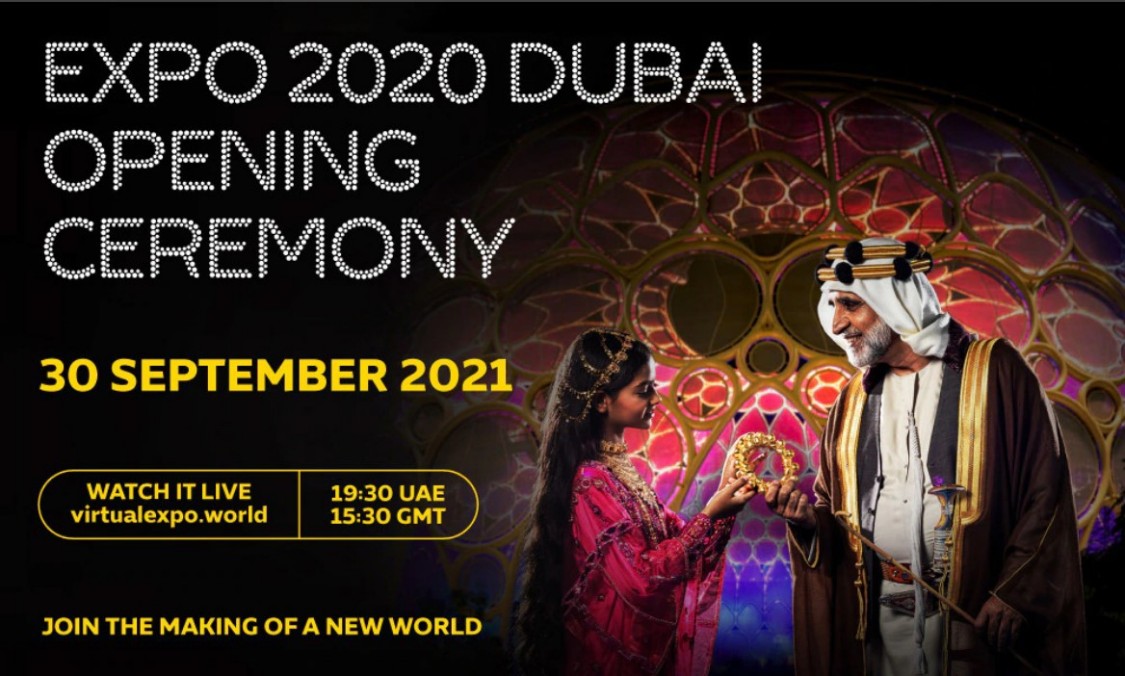 EXPO 2020 DUBAI
OPENING
CEREMONY
30 SEPTEMBER 2021
WATCH IT LIVE
virtualexpo.world
19:30 UAE
15:30 GMT
JOIN THE MAKING OF A NEW WORLD